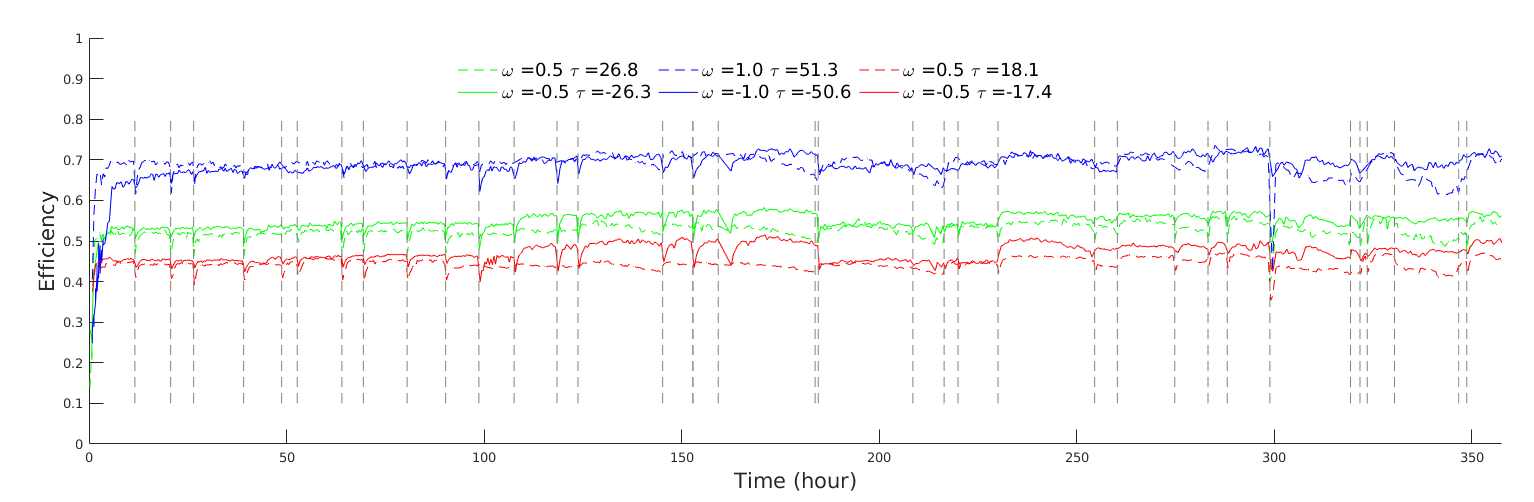 1
0.9
0.8
0.7
0.6
0.5
0.4
0.3
0.2
0.1
0
Efficiency
ω =0.5 τ =26.8 ω =1.0 τ =51.3 ω =0.5 τ =18.1
ω =-0.5 τ =-26.3 ω =-1.0 τ =-50.6 ω =-0.5 τ =-17.4
0 50 100 150 200 250 300 350
Time (hour)